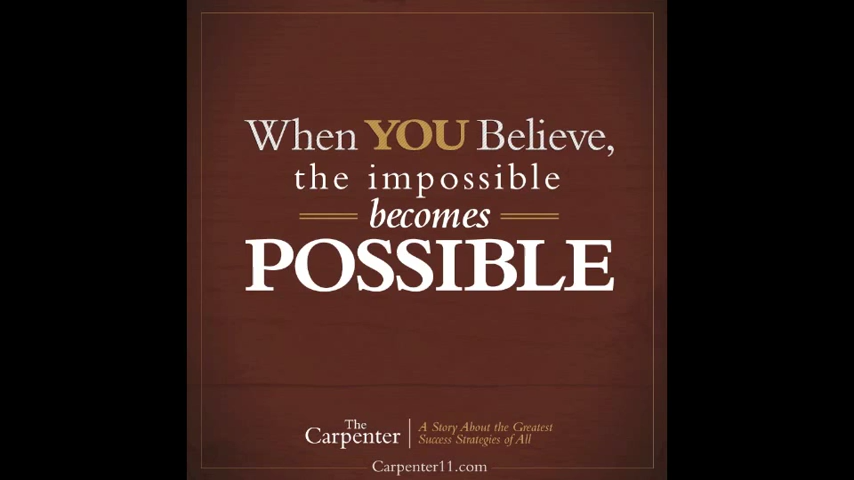 When YOU Believe,
the impossible
becomes
POSSIBLE
The
Carpenter
A Story About the Greatest
Success Strategies of All
Carpenter11.com